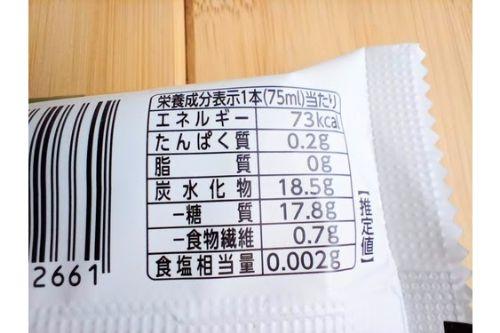 栄養成分表示1本(75ml)当たり
エネルギー 73kcal
たんぱく質 0.2g
脂質 0g
炭水化物 18.5g
−糖質 17.8g
−食物繊維 0.7g
食塩相当量 0.002g
【推定値】
2661